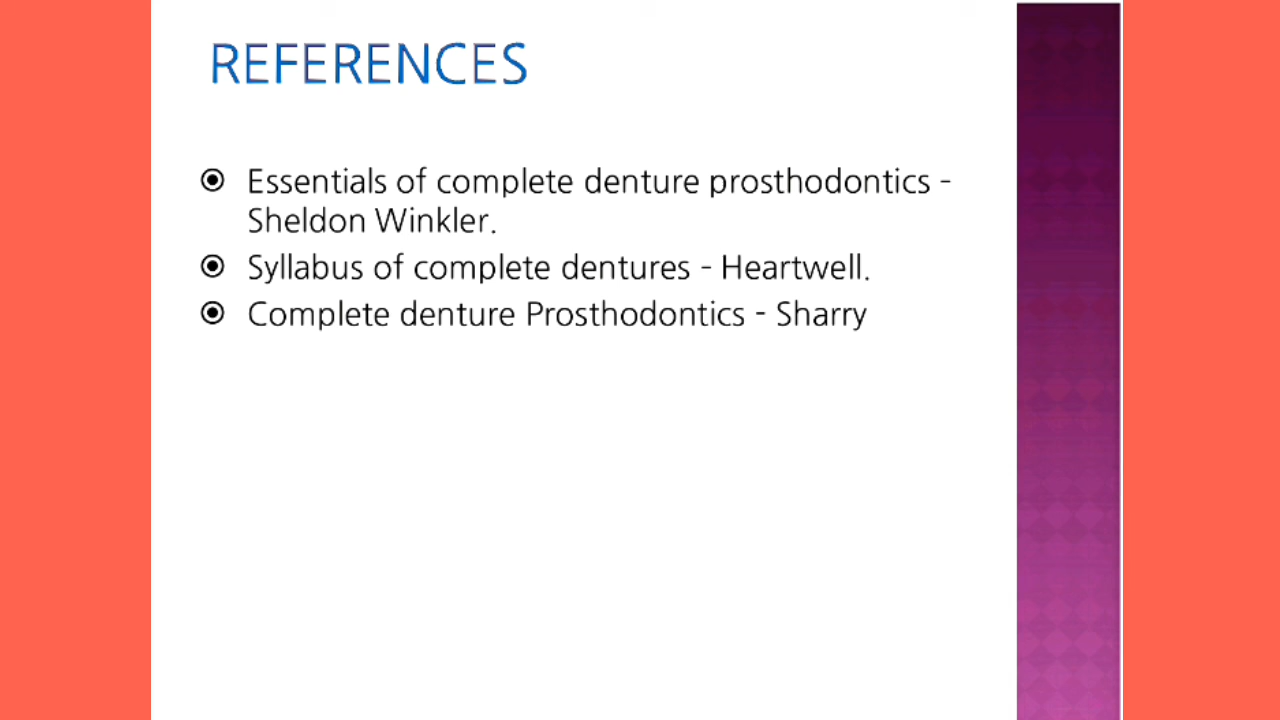 REFERENCES
Essentials of complete denture prosthodontics -
Sheldon Winkler.
Syllabus of complete dentures - Heartwell.
Complete denture Prosthodontics - Sharry